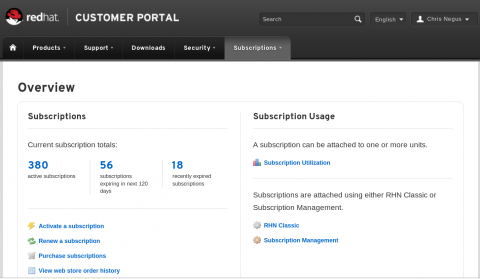 redhat. CUSTOMER PORTAL
Search
English
Chris Negus
Products
Support
Downloads
Security
Subscriptions
Overview
Subscriptions
Current subscription totals:
380
active subscriptions
56
subscriptions
expiring in next 120
days
18
recently expired
subscriptions
Activate a subscription
Renew a subscription
Purchase subscriptions
View web store order history
Subscription Usage
A subscription can be attached to one or more units.
Subscription Utilization
Subscriptions are attached using either RHN Classic or
Subscription Management.
RHN Classic
Subscription Management